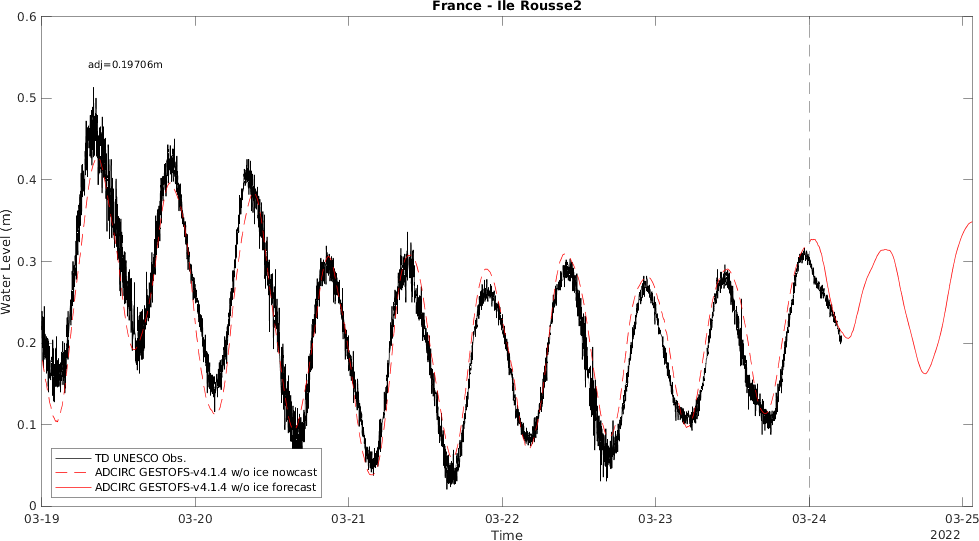 France - Ile Rousse2
adj=0.19706m
0.6
0.5
0.4
0.3
0.2
0.1
0
Water Level (m)
TD UNESCO Obs.
ADCIRC GESTOFS-v4.1.4 w/o ice nowcast
ADCIRC GESTOFS-v4.1.4 w/o ice forecast
03-19 03-20 03-21 03-22 03-23 03-24 03-25
Time
2022